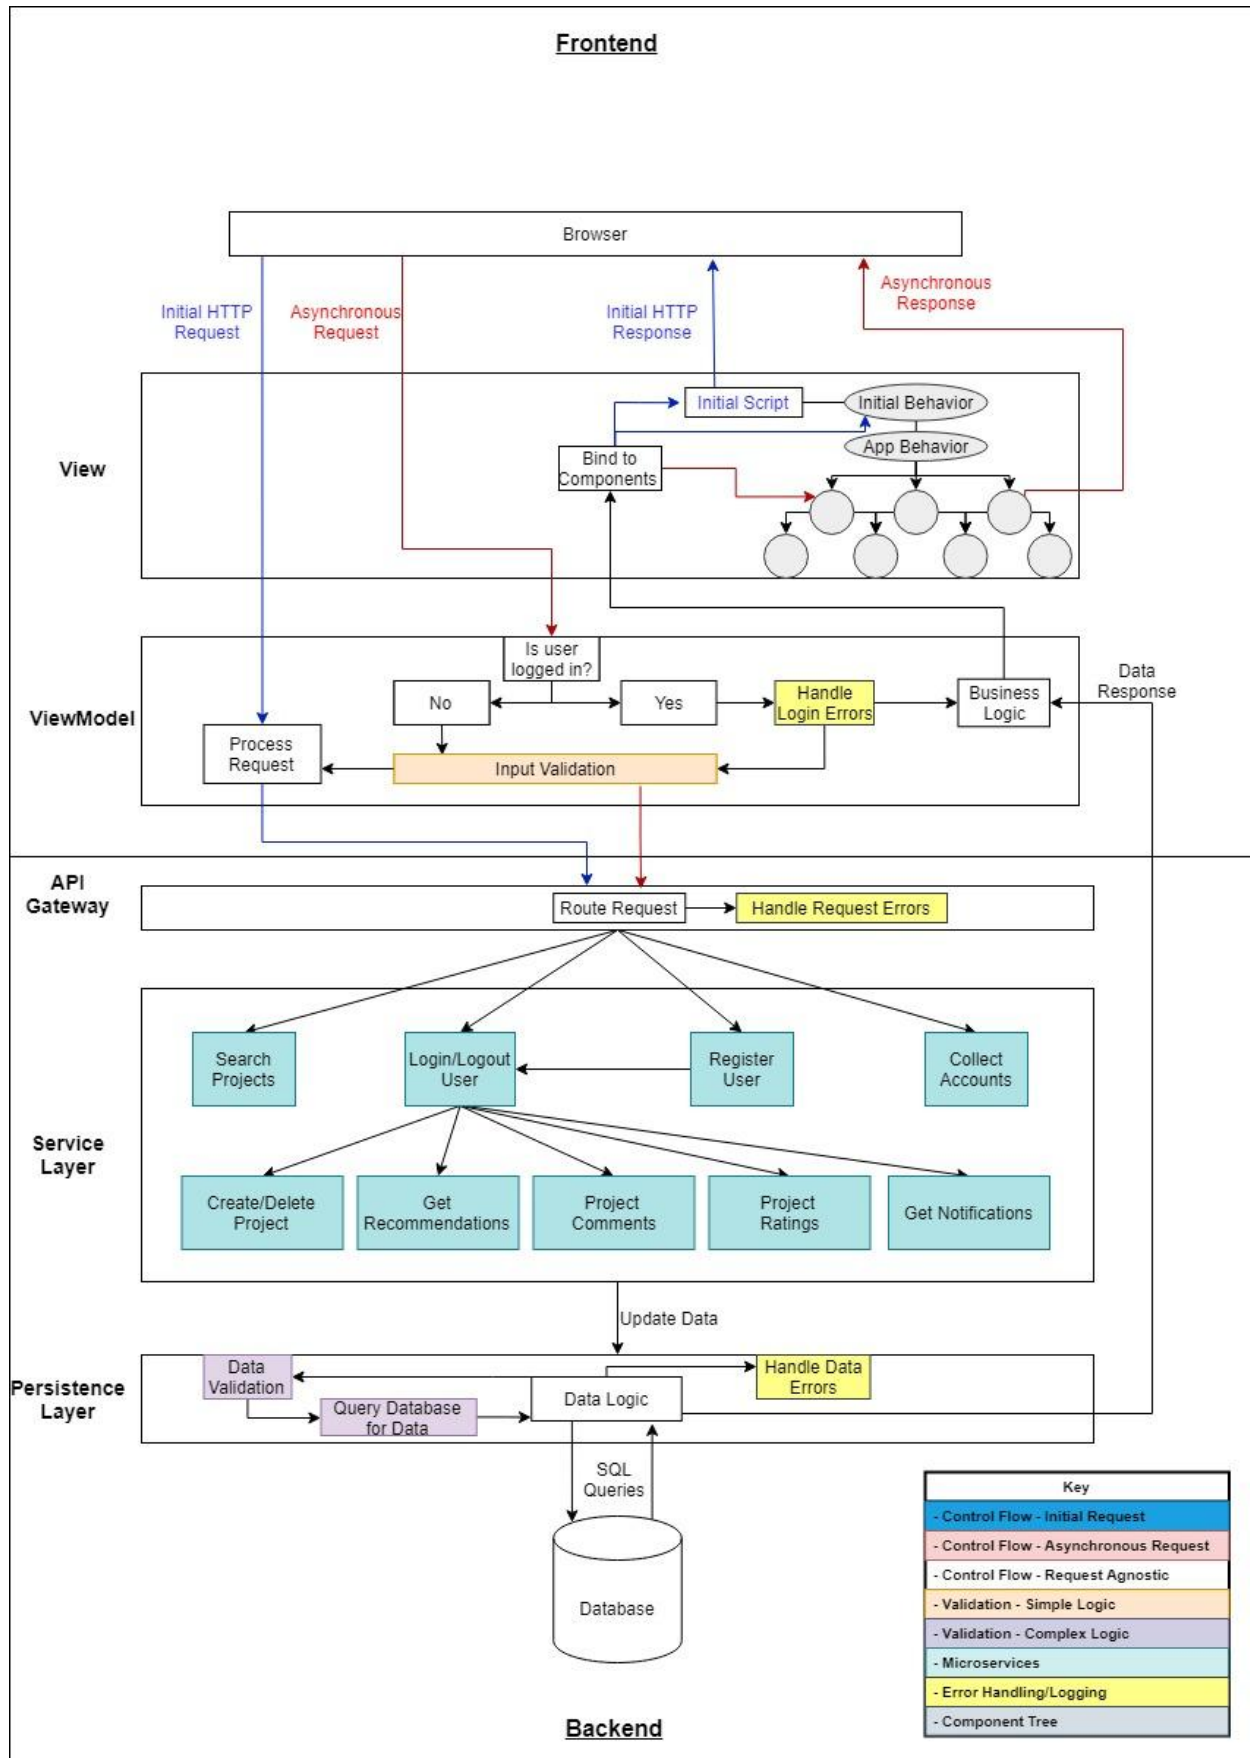 Frontend
Browser
Initial HTTP
Request
Asynchronous
Request
Initial HTTP
Response
Asynchronous
Response
View
Initial Script
Initial Behavior
App Behavior
Bind to
Components
ViewModel
Is user
logged in?
No
Yes
Handle
Login Errors
Business
Logic
Data
Response
Process
Request
Input Validation
API
Gateway
Route Request
Handle Request Errors
Service
Layer
Search
Projects
Login/Logout
User
Register
User
Collect
Accounts
Create/Delete
Project
Get
Recommendations
Project
Comments
Project
Ratings
Get Notifications
Update Data
Persistence
Layer
Data
Validation
Query Database
for Data
Data Logic
Handle Data
Errors
SQL
Queries
Database
Key
- Control Flow - Initial Request
- Control Flow - Asynchronous Request
- Control Flow - Request Agnostic
- Validation - Simple Logic
- Validation - Complex Logic
- Microservices
- Error Handling/Logging
- Component Tree
Backend